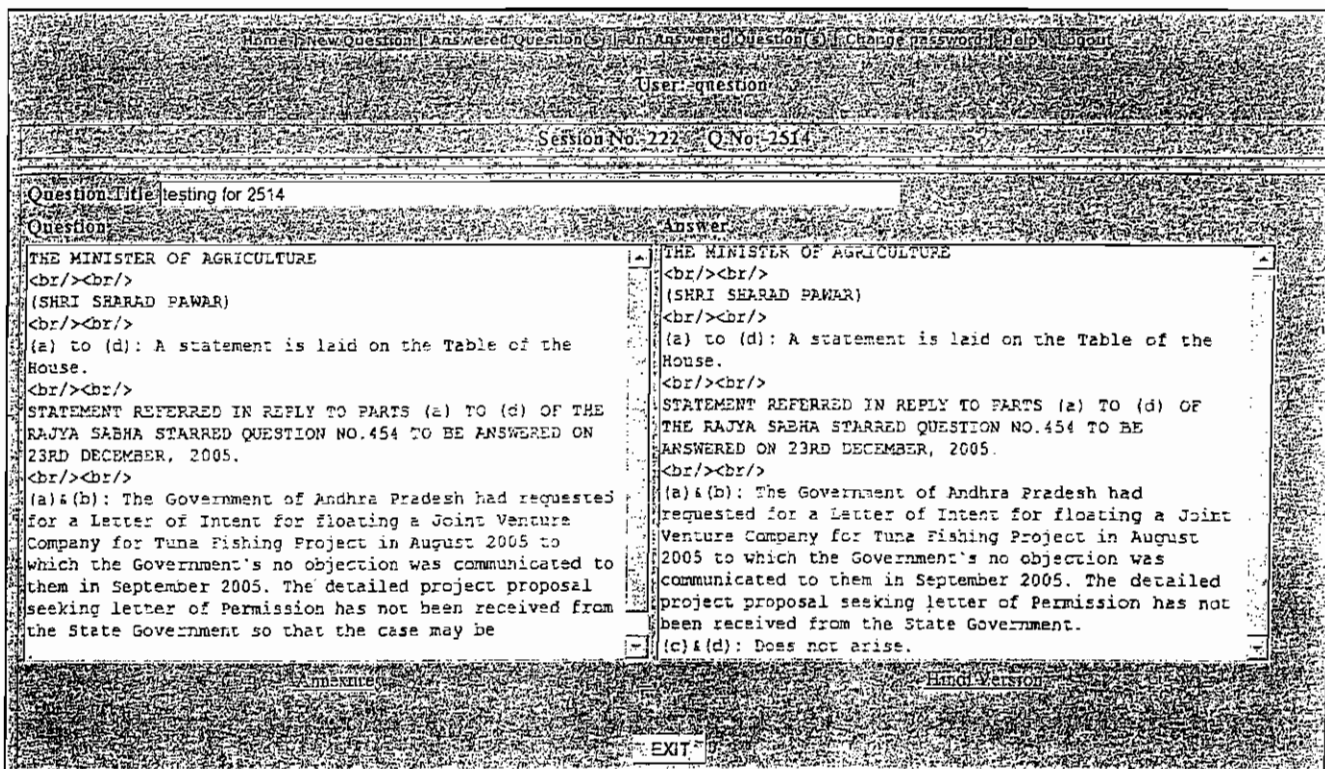 Home | New Question | Answered Question(s) | Un-Answered Question(s) | Change password | Help | Logout
User:-question
Session No:-222 Q.No:-2514
Question Title testing for 2514
Question
THE MINISTER OF AGRICULTURE
<br/><br/>
(SHRI SHARAD PAWAR)
<br/><br/>
(a) to (d): A statement is laid on the Table of the
House.
<br/><br/>
STATEMENT REFERRED IN REPLY TO PARTS (a) TO (d) OF THE
RAJYA SABHA STARRED QUESTION NO.454 TO BE ANSWERED ON
23RD DECEMBER, 2005.
<br/><br/>
(a)&(b): The Government of Andhra Pradesh had requested
for a Letter of Intent for floating a Joint Venture
Company for Tuna Fishing Project in August 2005 to
which the Government's no objection was communicated to
them in September 2005. The detailed project proposal
seeking letter of Permission has not been received from
the State Government so that the case may be
Answer
THE MINISTER OF AGRICULTURE
<br/><br/>
(SHRI SHARAD PAWAR)
<br/><br/>
(a) to (d): A statement is laid on the Table of the
House.
<br/><br/>
STATEMENT REFERRED IN REPLY TO PARTS (a) TO (d) OF
THE RAJYA SABHA STARRED QUESTION NO.454 TO BE
ANSWERED ON 23RD DECEMBER, 2005.
<br/><br/>
(a)&(b): The Government of Andhra Pradesh had
requested for a Letter of Intent for floating a Joint
Venture Company for Tuna Fishing Project in August
2005 to which the Government's no objection was
communicated to them in September 2005. The detailed
project proposal seeking letter of Permission has not
been received from the State Government.
(c)&(d): Does not arise.
Annexure
Hindi Version
EXIT